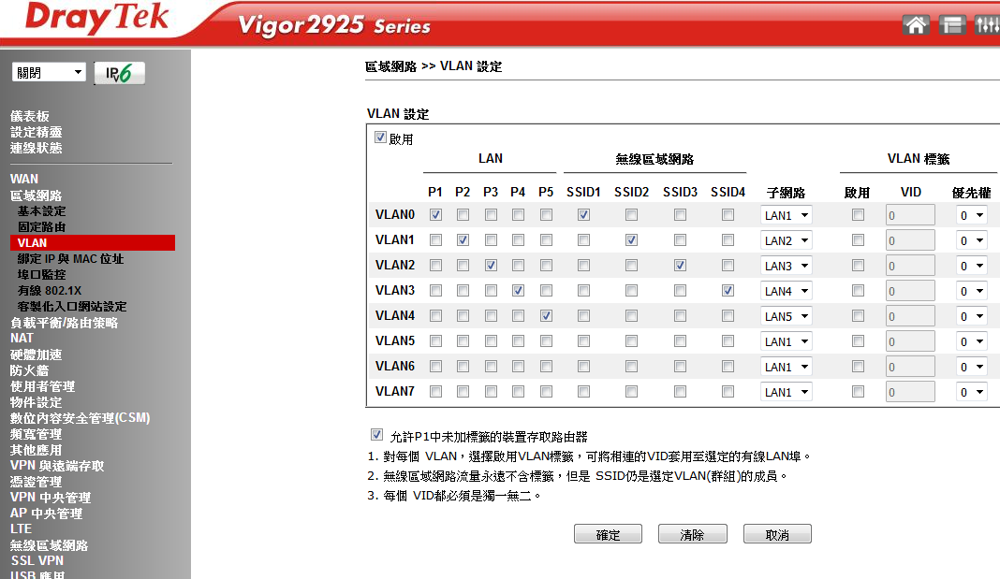 DrayTek
Vigor2925 Series
關閉
IPv6
儀表板
設定精靈
連線狀態
WAN
區域網路
基本設定
固定路由
VLAN
綁定 IP 與 MAC 位址
埠口監控
有線 802.1X
客製化入口網站設定
負載平衡/路由策略
NAT
硬體加速
防火牆
使用者管理
物件設定
數位內容安全管理(CSM)
頻寬管理
其他應用
VPN 與遠端存取
憑證管理
VPN 中央管理
AP 中央管理
LTE
無線區域網路
SSL VPN
USB 應用
區域網路 >> VLAN 設定
VLAN 設定
啟用
LAN 無線區域網路 VLAN 標籤
P1 P2 P3 P4 P5 SSID1 SSID2 SSID3 SSID4 子網路 啟用 VID 優先權
VLAN0 LAN1 0 0
VLAN1 LAN2 0 0
VLAN2 LAN3 0 0
VLAN3 LAN4 0 0
VLAN4 LAN5 0 0
VLAN5 LAN1 0 0
VLAN6 LAN1 0 0
VLAN7 LAN1 0 0
允許P1中未加標籤的裝置存取路由器
1. 對每個 VLAN，選擇啟用VLAN標籤，可將相連的VID套用至選定的有線LAN埠。
2. 無線區域網路流量永遠不含標籤，但是 SSID仍是選定VLAN(群組)的成員。
3. 每個 VID都必須是獨一無二。
確定 清除 取消